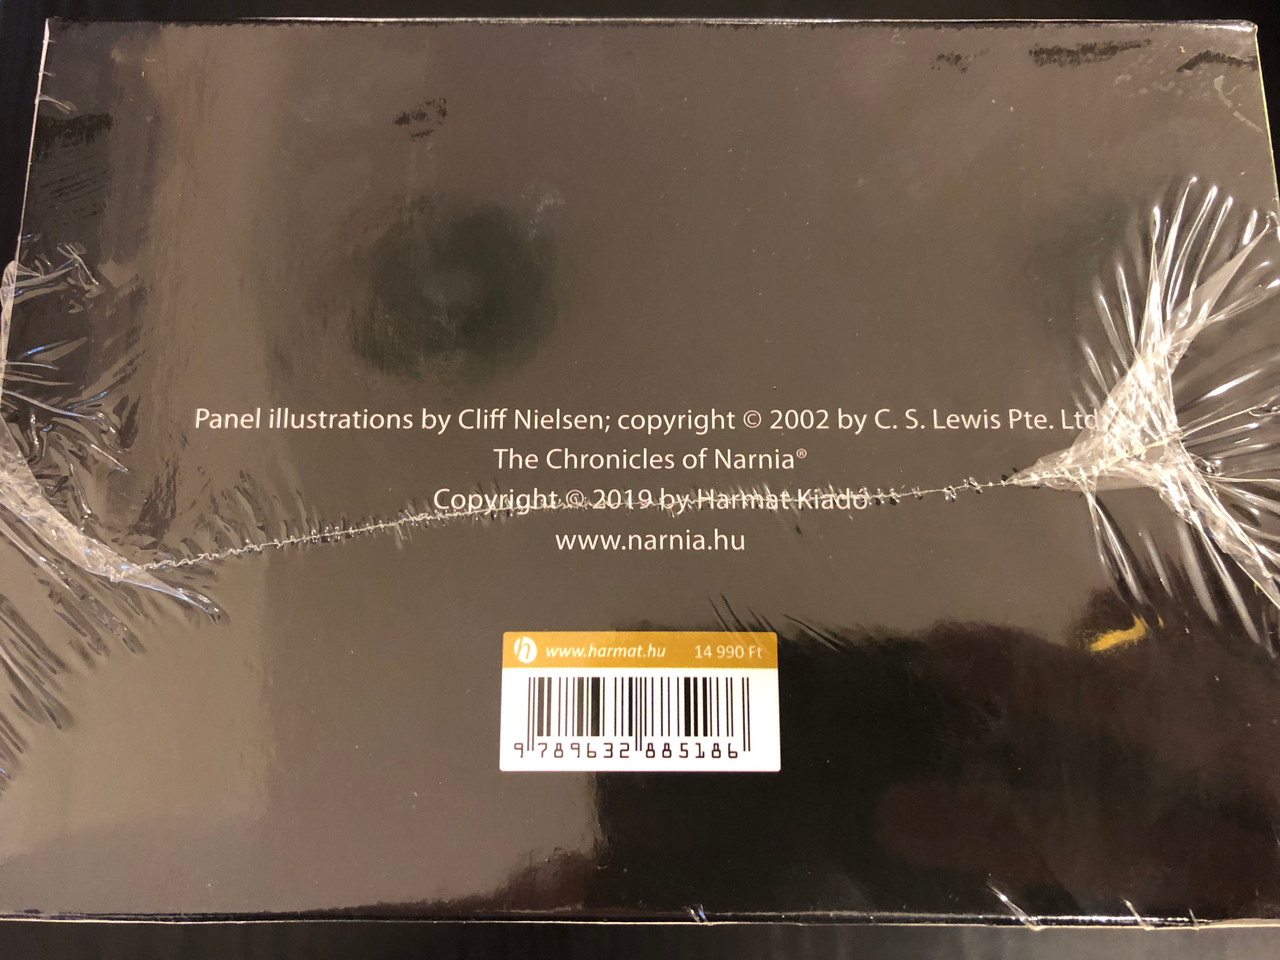 Panel illustrations by Cliff Nielsen; copyright © 2002 by C. S. Lewis Pte. Ltd
The Chronicles of Narnia®
Copyright © 2019 by Harmat Kiadó
www.narnia.hu
h www.harmat.hu 14 990 Ft
9 789632 885186